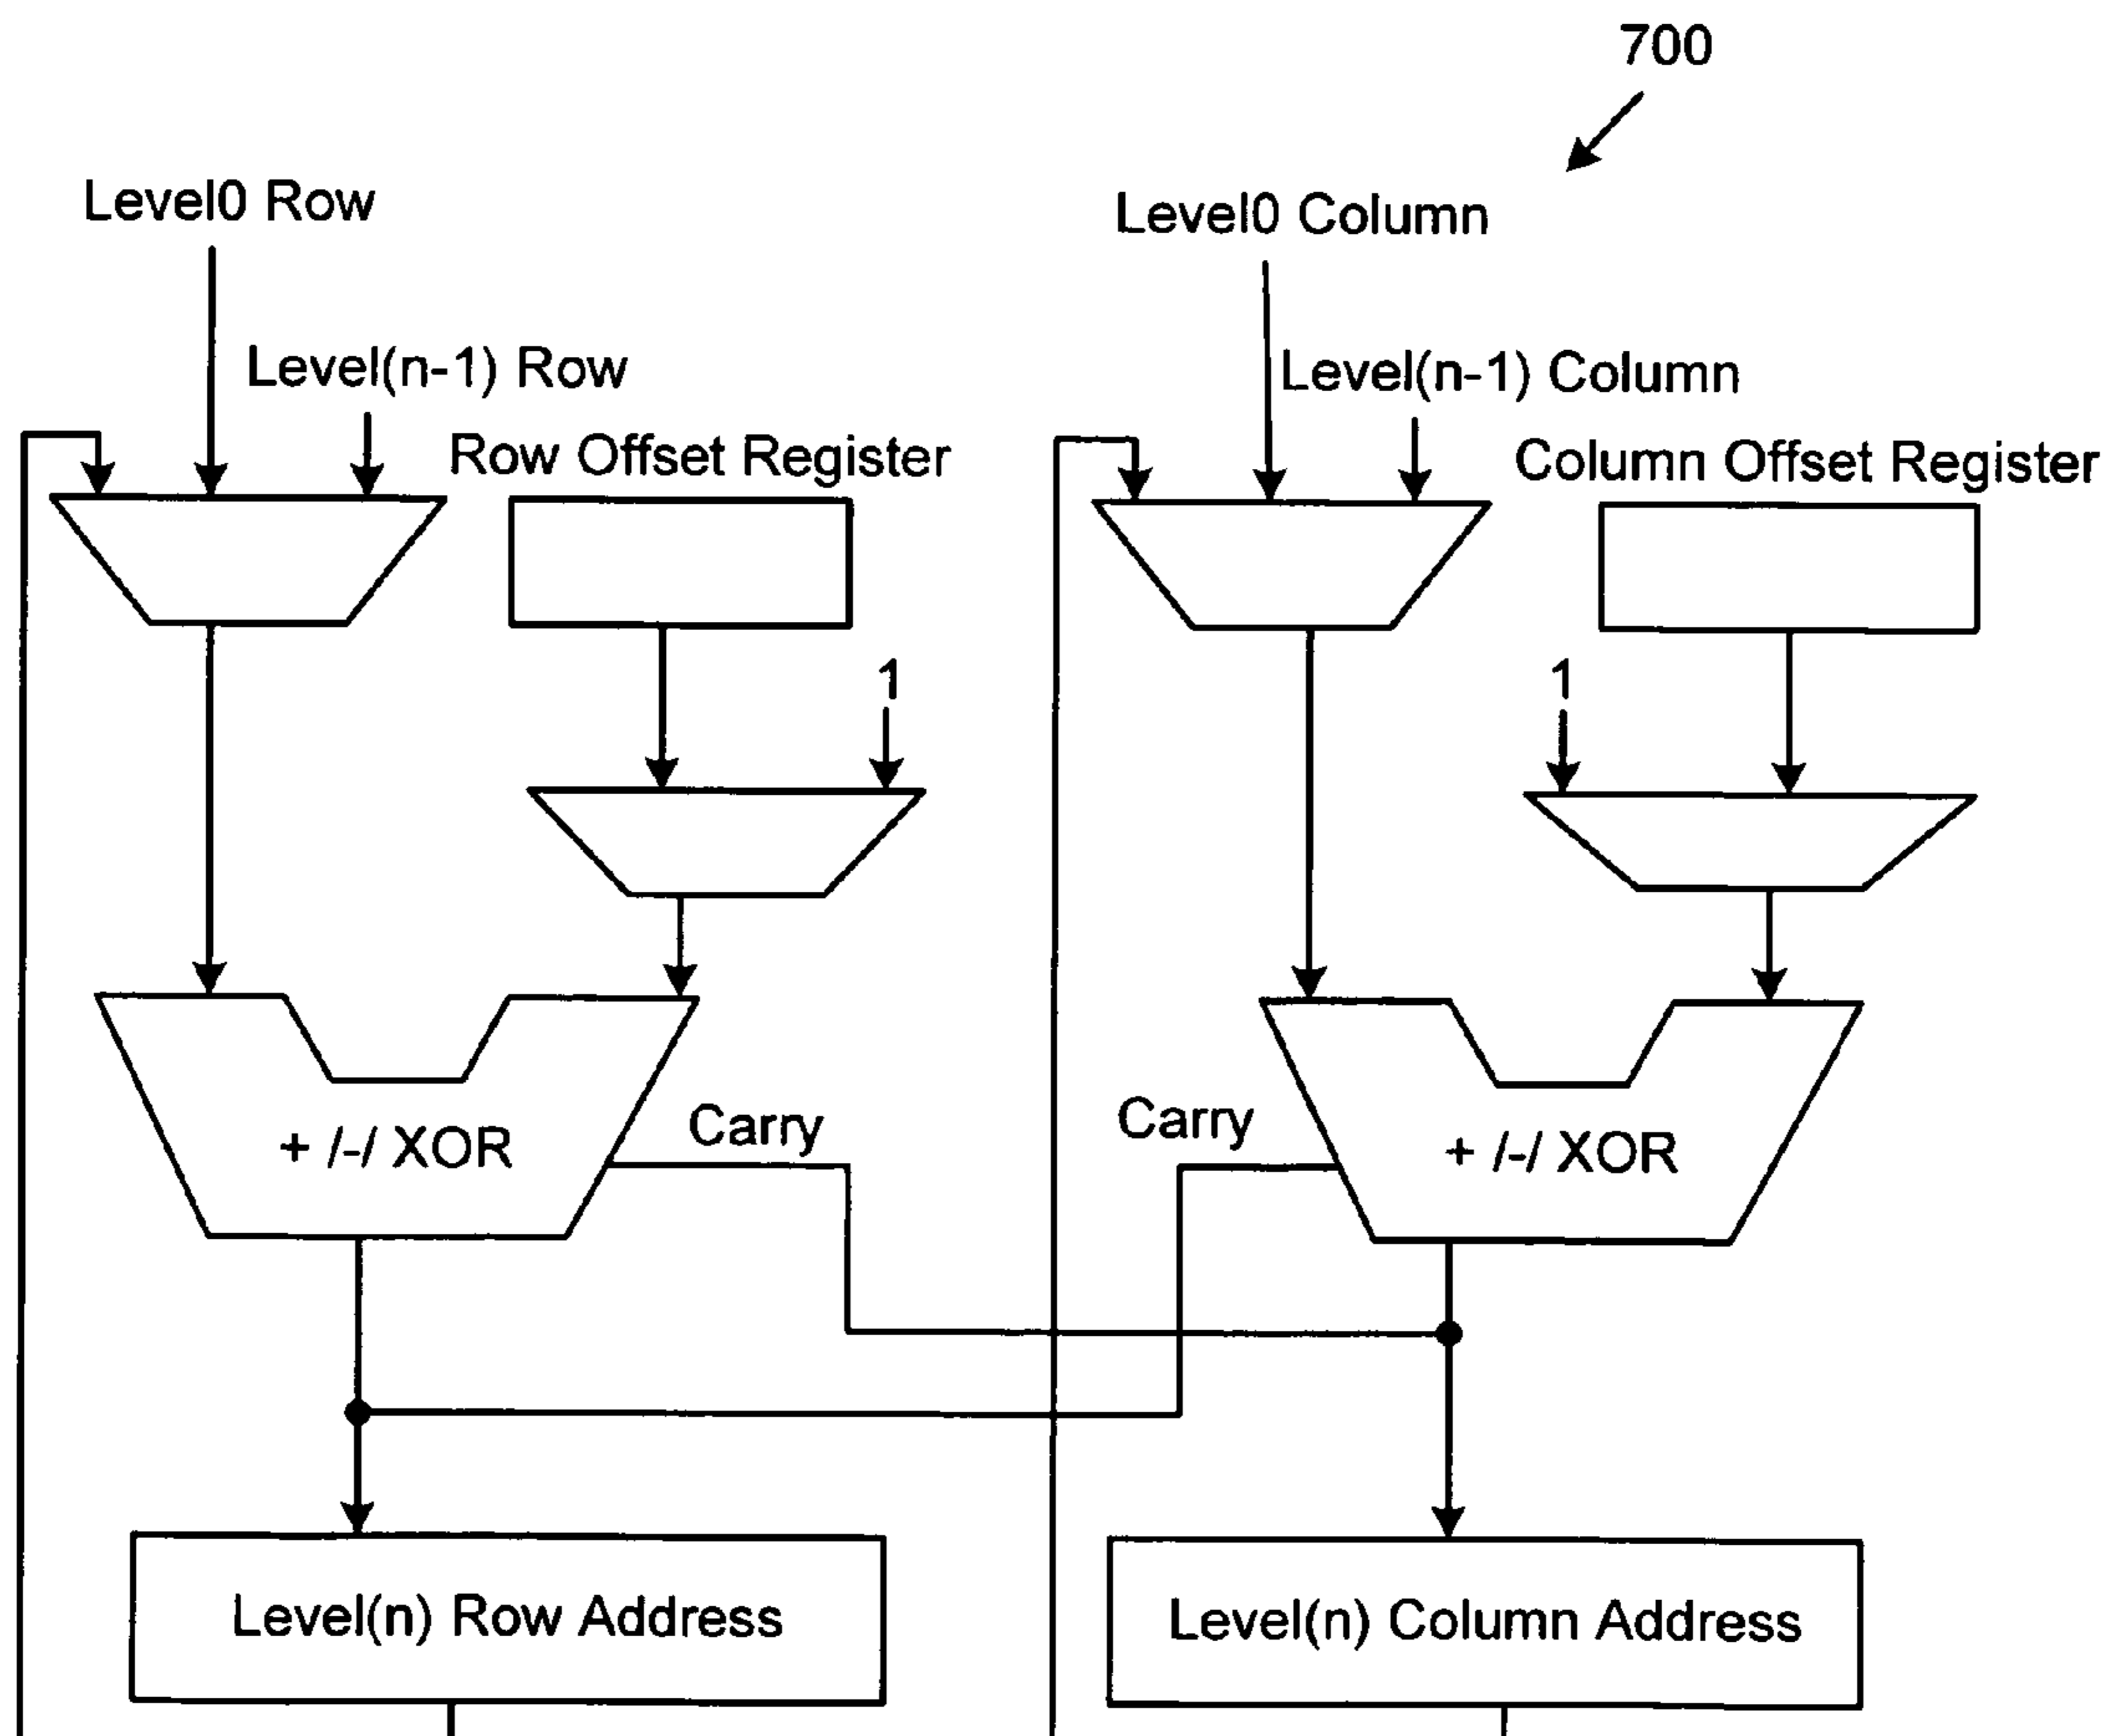 700
Level0 Row
Level0 Column
Level(n-1) Row
Level(n-1) Column
Row Offset Register
Column Offset Register
1
1
Carry
Carry
+ /-/ XOR
+ /-/ XOR
Level(n) Row Address
Level(n) Column Address